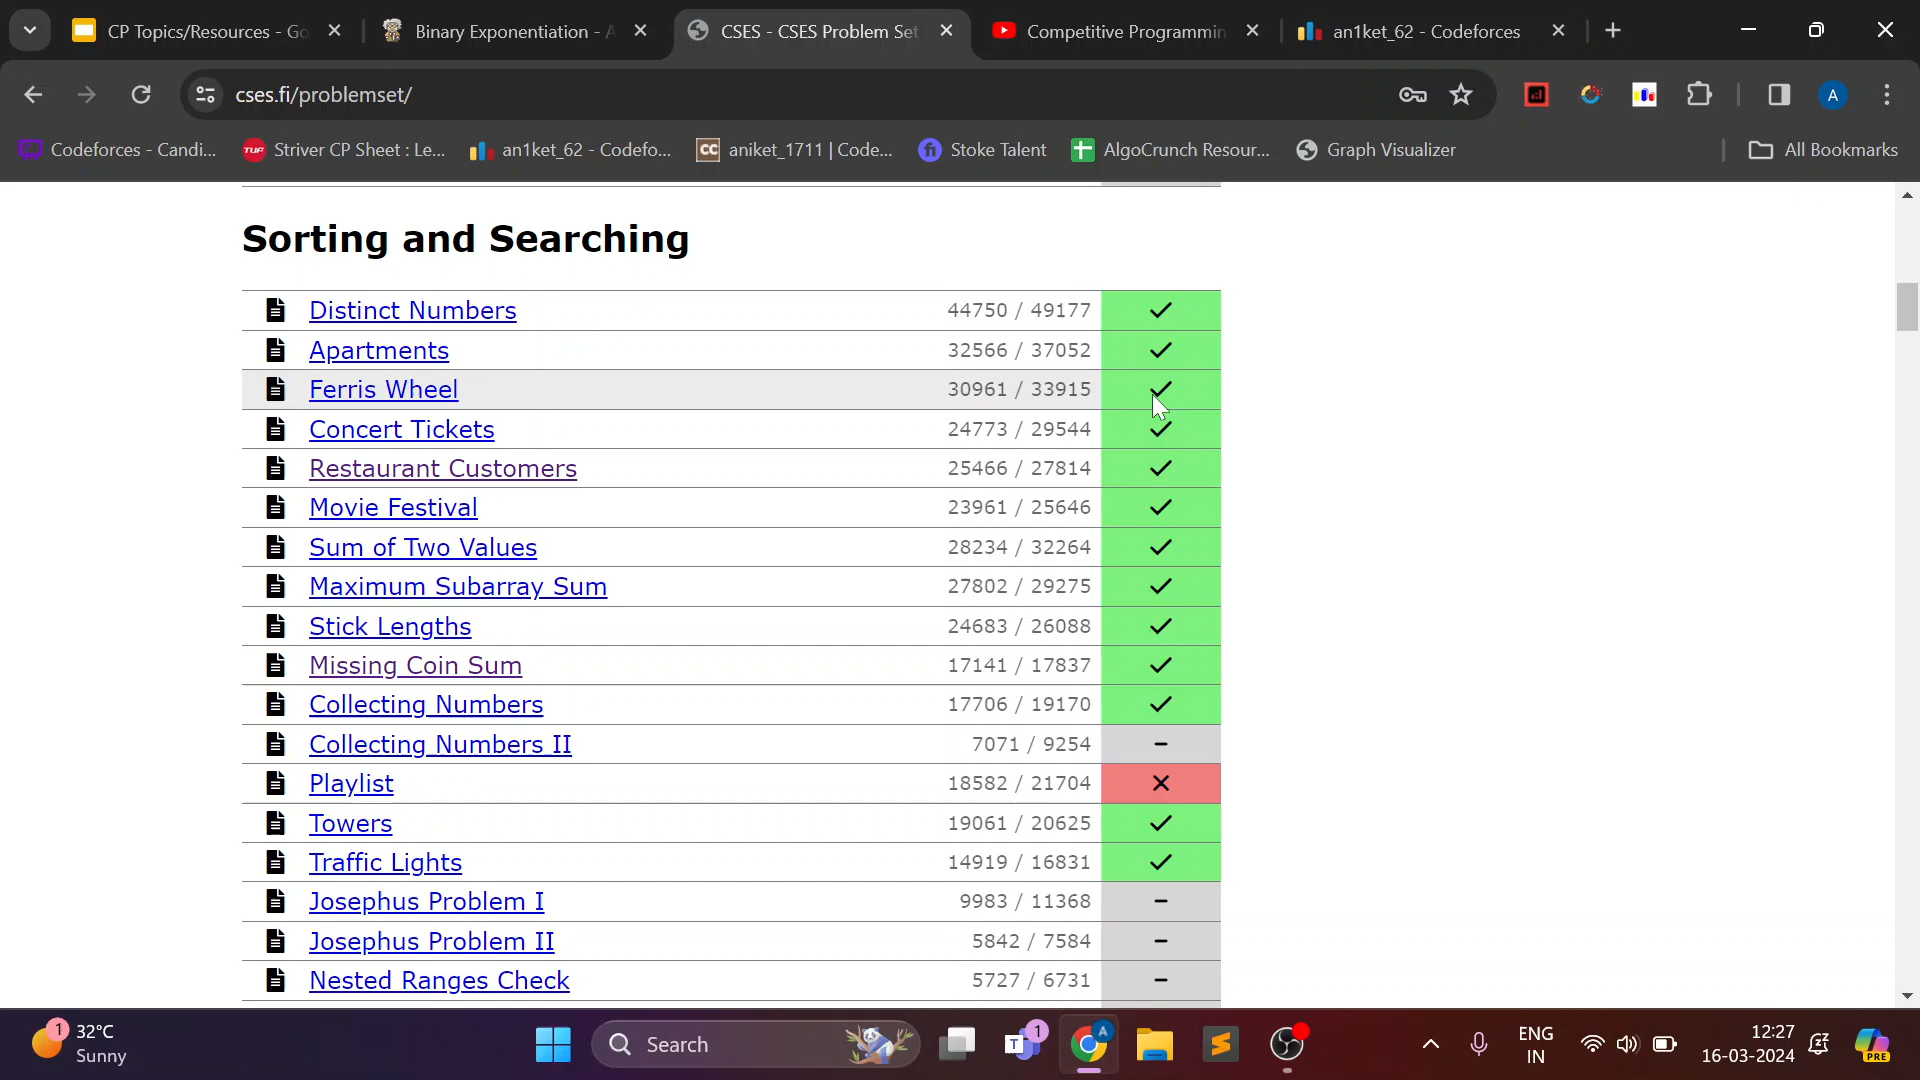 CP Topics/Resources - Go
Binary Exponentiation - A
CSES - CSES Problem Set
Competitive Programmin
an1ket_62 - Codeforces
cses.fi/problemset/
A
Codeforces - Candi...
TUF
Striver CP Sheet : Le...
an1ket_62 - Codefo...
CC
aniket_1711 | Code...
Stoke Talent
AlgoCrunch Resour...
Graph Visualizer
All Bookmarks
Sorting and Searching
Distinct Numbers 44750 / 49177
Apartments 32566 / 37052
Ferris Wheel 30961 / 33915
Concert Tickets 24773 / 29544
Restaurant Customers 25466 / 27814
Movie Festival 23961 / 25646
Sum of Two Values 28234 / 32264
Maximum Subarray Sum 27802 / 29275
Stick Lengths 24683 / 26088
Missing Coin Sum 17141 / 17837
Collecting Numbers 17706 / 19170
Collecting Numbers II 7071 / 9254 -
Playlist 18582 / 21704
Towers 19061 / 20625
Traffic Lights 14919 / 16831
Josephus Problem I 9983 / 11368 -
Josephus Problem II 5842 / 7584 -
Nested Ranges Check 5727 / 6731 -
1
32°C
Sunny
Search
T
1
A
S
ENG
IN
12:27
16-03-2024
PRE